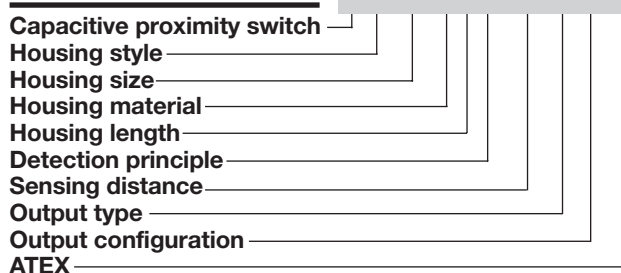 Capacitive proximity switch
Housing style
Housing size
Housing material
Housing length
Detection principle
Sensing distance
Output type
Output configuration
ATEX